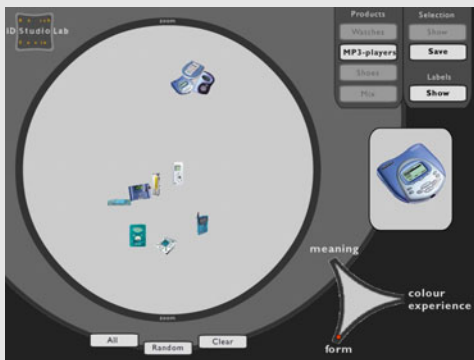 ID Studio Lab
zoom
Products
Watches
MP3-players
Shoes
Mix
Selection
Show
Save
Labels
Show
meaning
colour
experience
form
zoom
All
Random
Clear